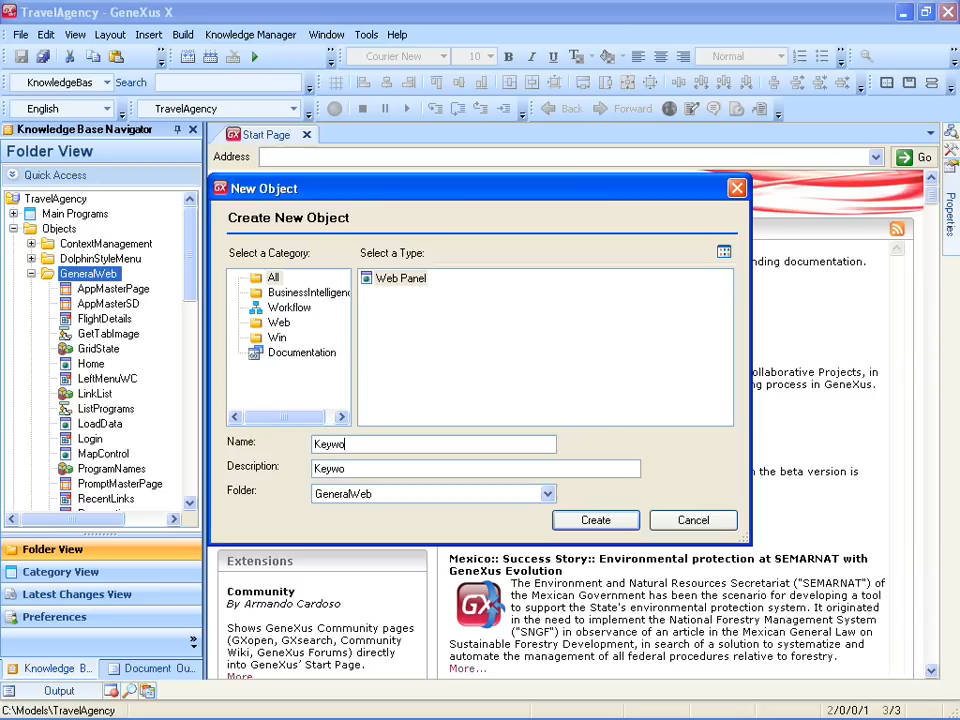 TravelAgency - GeneXus X
File Edit View Layout Insert Build Knowledge Manager Window Tools Help
Courier New 10 B I U T Normal
KnowledgeBas Search
English TravelAgency Back Forward
Knowledge Base Navigator
Folder View
Quick Access
TravelAgency
Main Programs
Objects
ContextManagement
DolphinStyleMenu
GeneralWeb
AppMasterPage
AppMasterSD
FlightDetails
GetTabImage
GridState
Home
LeftMenuWC
LinkList
ListPrograms
LoadData
Login
MapControl
ProgramNames
PromptMasterPage
RecentLinks
Folder View
Category View
Latest Changes View
Preferences
Knowledge B... Document Ou...
Start Page
Address Go
Properties
New Object
Create New Object
Select a Category: Select a Type:
All
BusinessIntelligenc
Workflow
Web
Win
Documentation
Web Panel
Name: Keywo
Description: Keywo
Folder: GeneralWeb
Create Cancel
nding documentation.
ollaborative Projects, in
ng process in GeneXus.
n the beta version is
Extensions
Community
By Armando Cardoso
Shows GeneXus Community pages
(GXopen, GXsearch, Community
Wiki, GeneXus Forums) directly
into GeneXus' Start Page.
More
Mexico:: Success Story:: Environmental protection at SEMARNAT with
GeneXus Evolution
The Environment and Natural Resources Secretariat ("SEMARNAT") of
the Mexican Government has been the scenario for developing a tool
to support the State's environmental protection system. It originated
in the need to implement the National Forestry Management System
("SNGF") in observance of an article in the Mexican General Law on
Sustainable Forestry Development, in search of a solution to systematize and
automate the management of all federal procedures relative to forestry.
More...
Output
C:/Models/TravelAgency 2/0/0/1 3/3